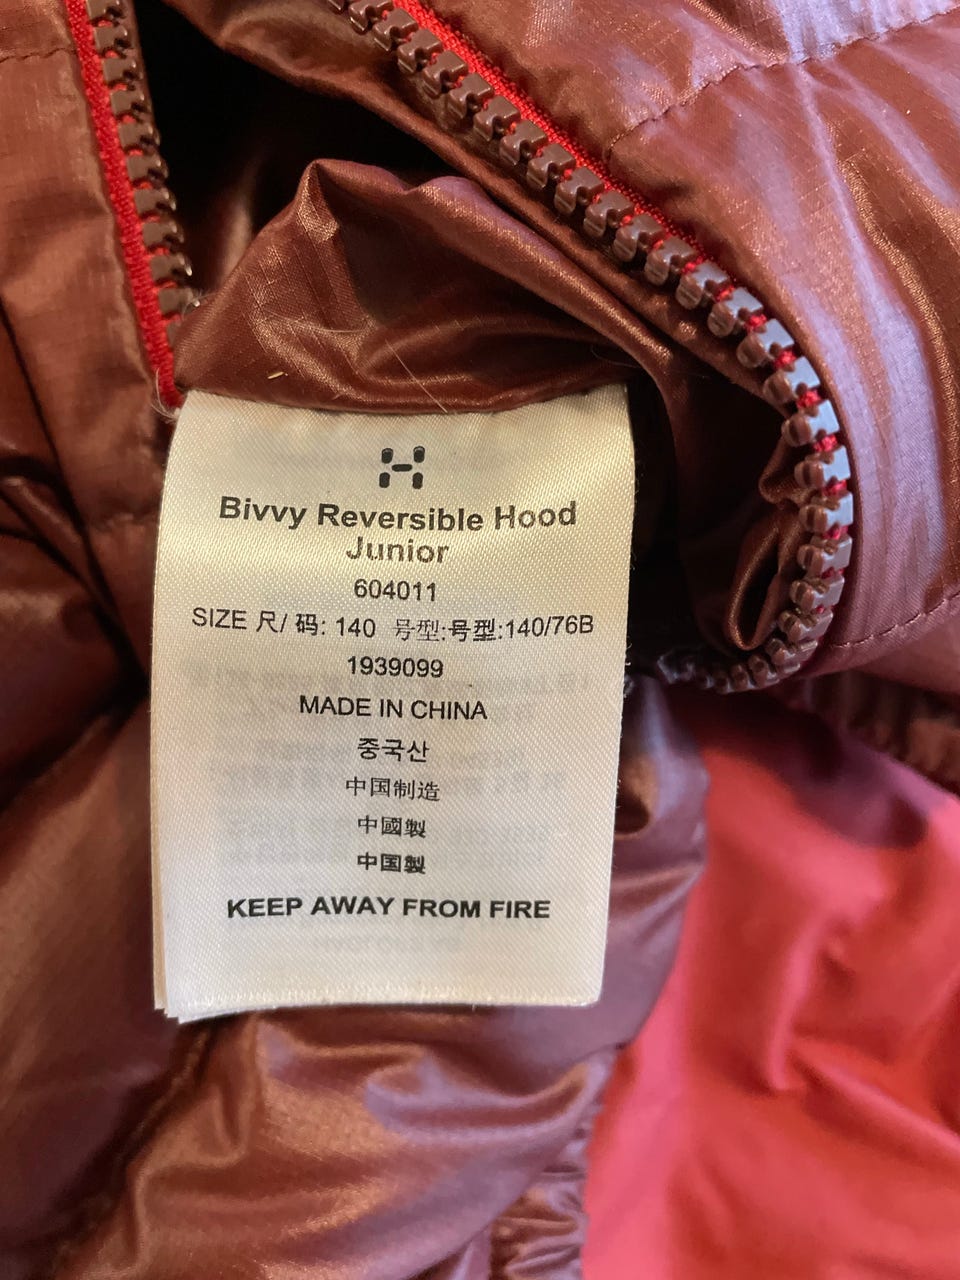 Bivvy Reversible Hood
Junior
604011
SIZE 尺/ 码: 140 号型:号型:140/76B
1939099
MADE IN CHINA
중국산
中国制造
中國製
中国製
KEEP AWAY FROM FIRE